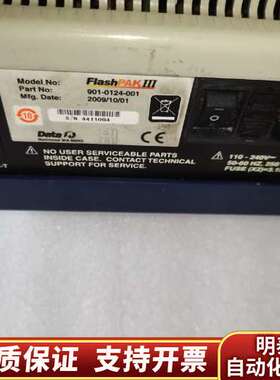 Model No: FlashPAK III
Part No: 901-0124-001
Mfg. Date: 2009/10/01
10
S/N
Data
CE
NO USER SERVICEABLE PARTS
INSIDE. CONTACT TECHNICAL
SUPPORT FOR SERVICE.
110 - 240V~
50-60 HZ, 250
质保证 支持开票
明
自动化